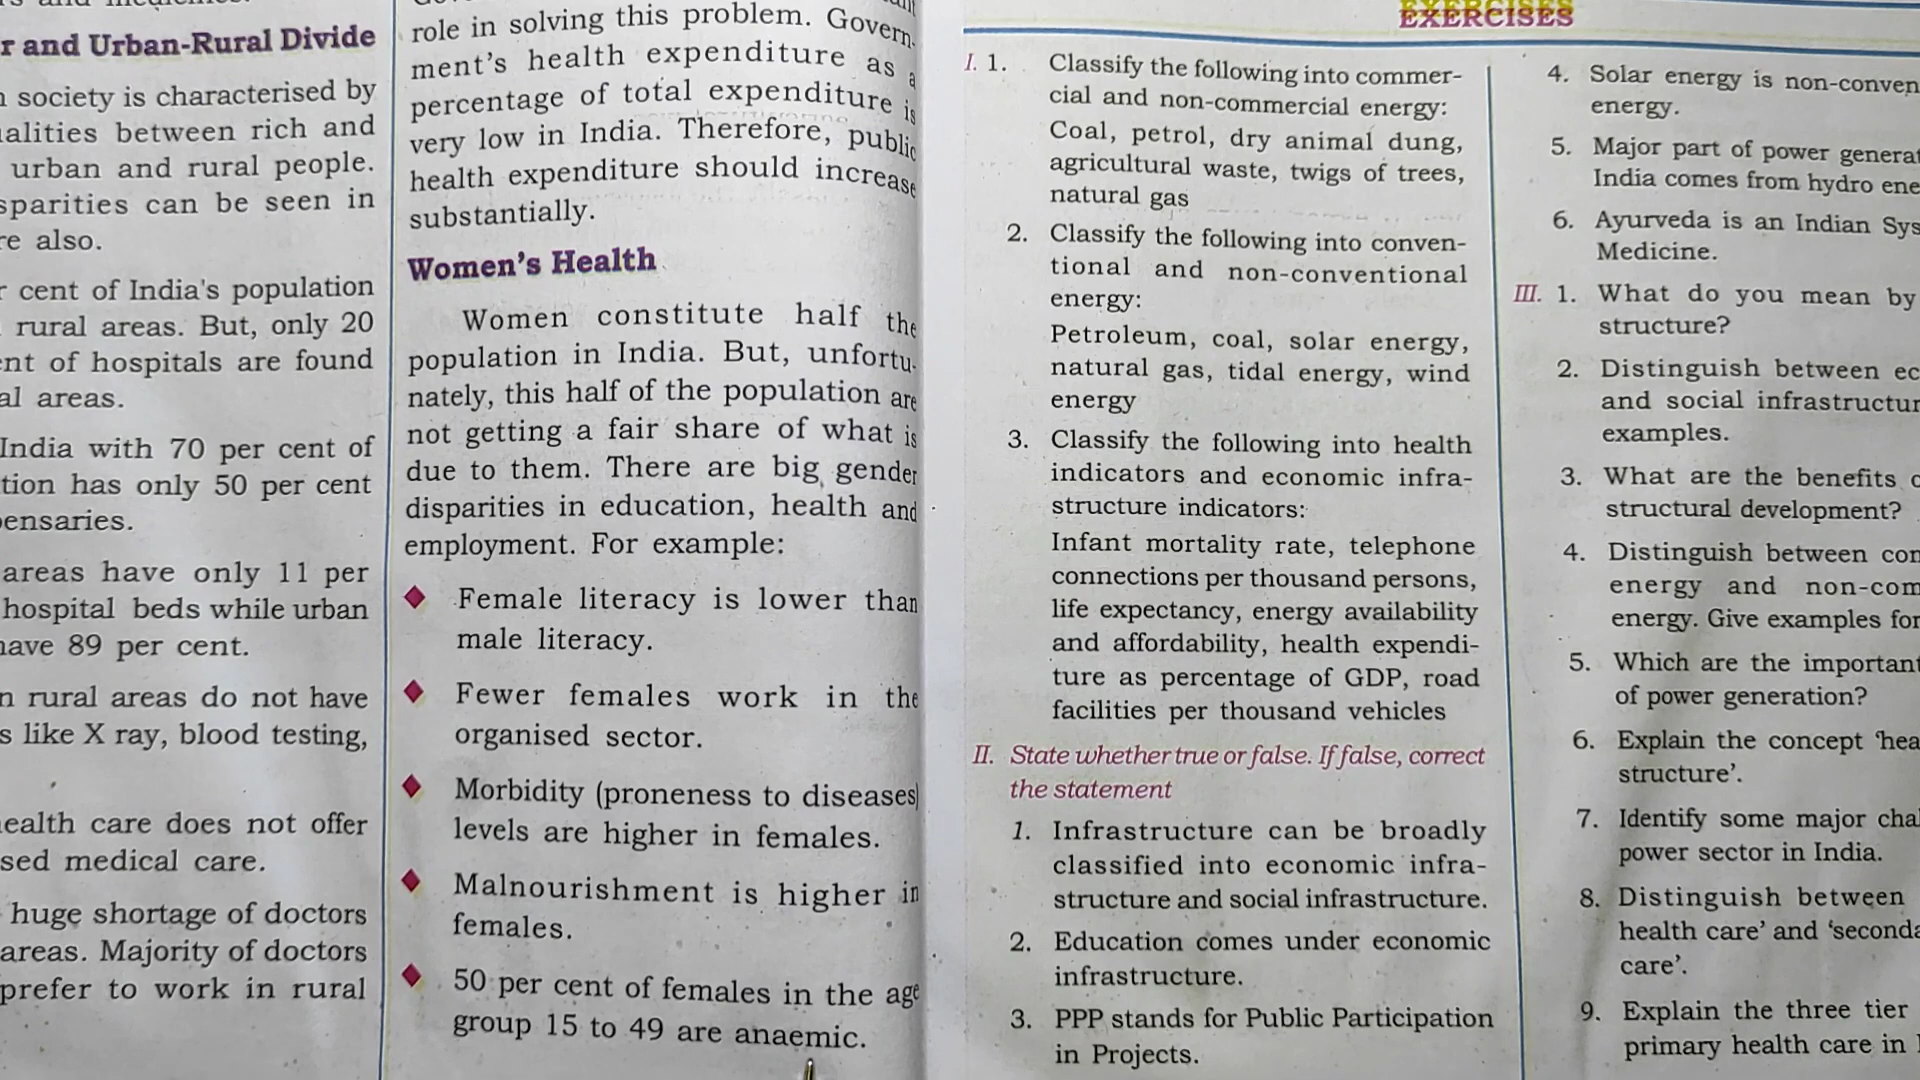 r and Urban-Rural Divide
society is characterised by
alities between rich and
urban and rural people.
sparities can be seen in
re also.
cent of India's population
rural areas. But, only 20
ent of hospitals are found
al areas.
India with 70 per cent of
tion has only 50 per cent
pensaries.
areas have only 11 per
hospital beds while urban
have 89 per cent.
n rural areas do not have
s like X ray, blood testing,
health care does not offer
sed medical care.
huge shortage of doctors
areas. Majority of doctors
prefer to work in rural
role in solving this problem. Govern-
ment's health expenditure as a
percentage of total expenditure is
very low in India. Therefore, public
health expenditure should increase
substantially.
Women's Health
Women constitute half the
population in India. But, unfortu-
nately, this half of the population are
not getting a fair share of what is
due to them. There are big gender
disparities in education, health and
employment. For example:
Female literacy is lower than
male literacy.
Fewer females work in the
organised sector.
Morbidity (proneness to diseases)
levels are higher in females.
Malnourishment is higher in
females.
50 per cent of females in the age
group 15 to 49 are anaemic.
EXERCISES
I. 1. Classify the following into commer-
cial and non-commercial energy:
Coal, petrol, dry animal dung,
agricultural waste, twigs of trees,
natural gas
2. Classify the following into conven-
tional and non-conventional
energy:
Petroleum, coal, solar energy,
natural gas, tidal energy, wind
energy
3. Classify the following into health
indicators and economic infra-
structure indicators:
Infant mortality rate, telephone
connections per thousand persons,
life expectancy, energy availability
and affordability, health expendi-
ture as percentage of GDP, road
facilities per thousand vehicles
II. State whether true or false. If false, correct
the statement
1. Infrastructure can be broadly
classified into economic infra-
structure and social infrastructure.
2. Education comes under economic
infrastructure.
3. PPP stands for Public Participation
in Projects.
4. Solar energy is non-conven
energy.
5. Major part of power generat
India comes from hydro ene
6. Ayurveda is an Indian Sys
Medicine.
III. 1. What do you mean by
structure?
2. Distinguish between ec
and social infrastructur
examples.
3. What are the benefits o
structural development?
4. Distinguish between con
energy and non-com
energy. Give examples for
5. Which are the important
of power generation?
6. Explain the concept 'hea
structure'.
7. Identify some major chal
power sector in India.
8. Distinguish between
health care' and 'seconda
care'.
9. Explain the three tier
primary health care in